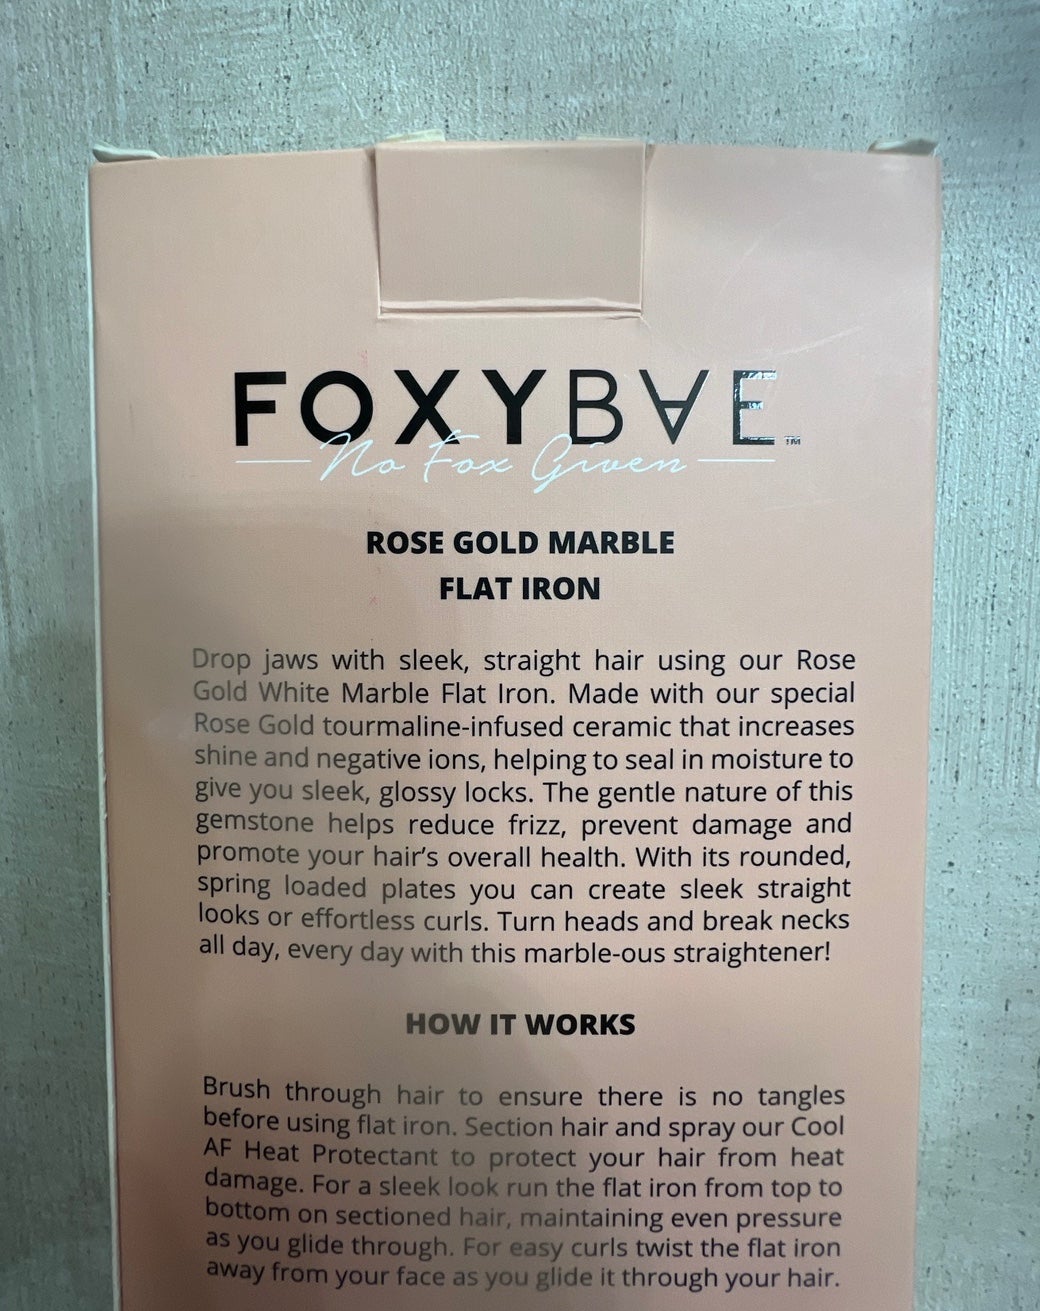 FOXYBAE™
No Fox Given
ROSE GOLD MARBLE
FLAT IRON
Drop jaws with sleek, straight hair using our Rose
Gold White Marble Flat Iron. Made with our special
Rose Gold tourmaline-infused ceramic that increases
shine and negative ions, helping to seal in moisture to
give you sleek, glossy locks. The gentle nature of this
gemstone helps reduce frizz, prevent damage and
promote your hair’s overall health. With its rounded,
spring loaded plates you can create sleek straight
looks or effortless curls. Turn heads and break necks
all day, every day with this marble-ous straightener!
HOW IT WORKS
Brush through hair to ensure there is no tangles
before using flat iron. Section hair and spray our Cool
AF Heat Protectant to protect your hair from heat
damage. For a sleek look run the flat iron from top to
bottom on sectioned hair, maintaining even pressure
as you glide through. For easy curls twist the flat iron
away from your face as you glide it through your hair.